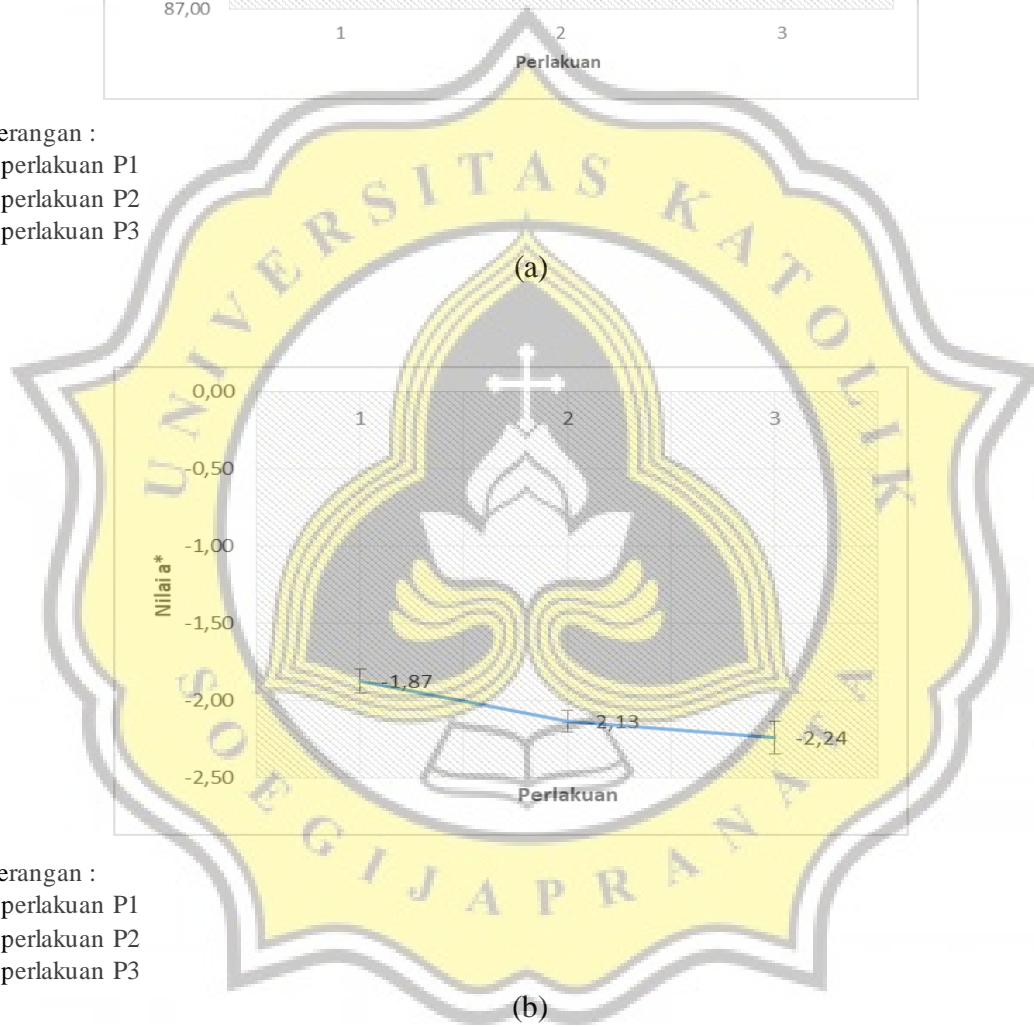 87,00
1 2 3
Perlakuan
erangan :
perlakuan P1
perlakuan P2
perlakuan P3
UNIVERSITAS KATOLIK
(a)
0,00
1 2 3
-0,50
-1,00
Nilai a*
-1,50
-1,87
-2,00
-2,13
-2,24
-2,50
Perlakuan
SOEGIJAPRANATA
erangan :
perlakuan P1
perlakuan P2
perlakuan P3
(b)